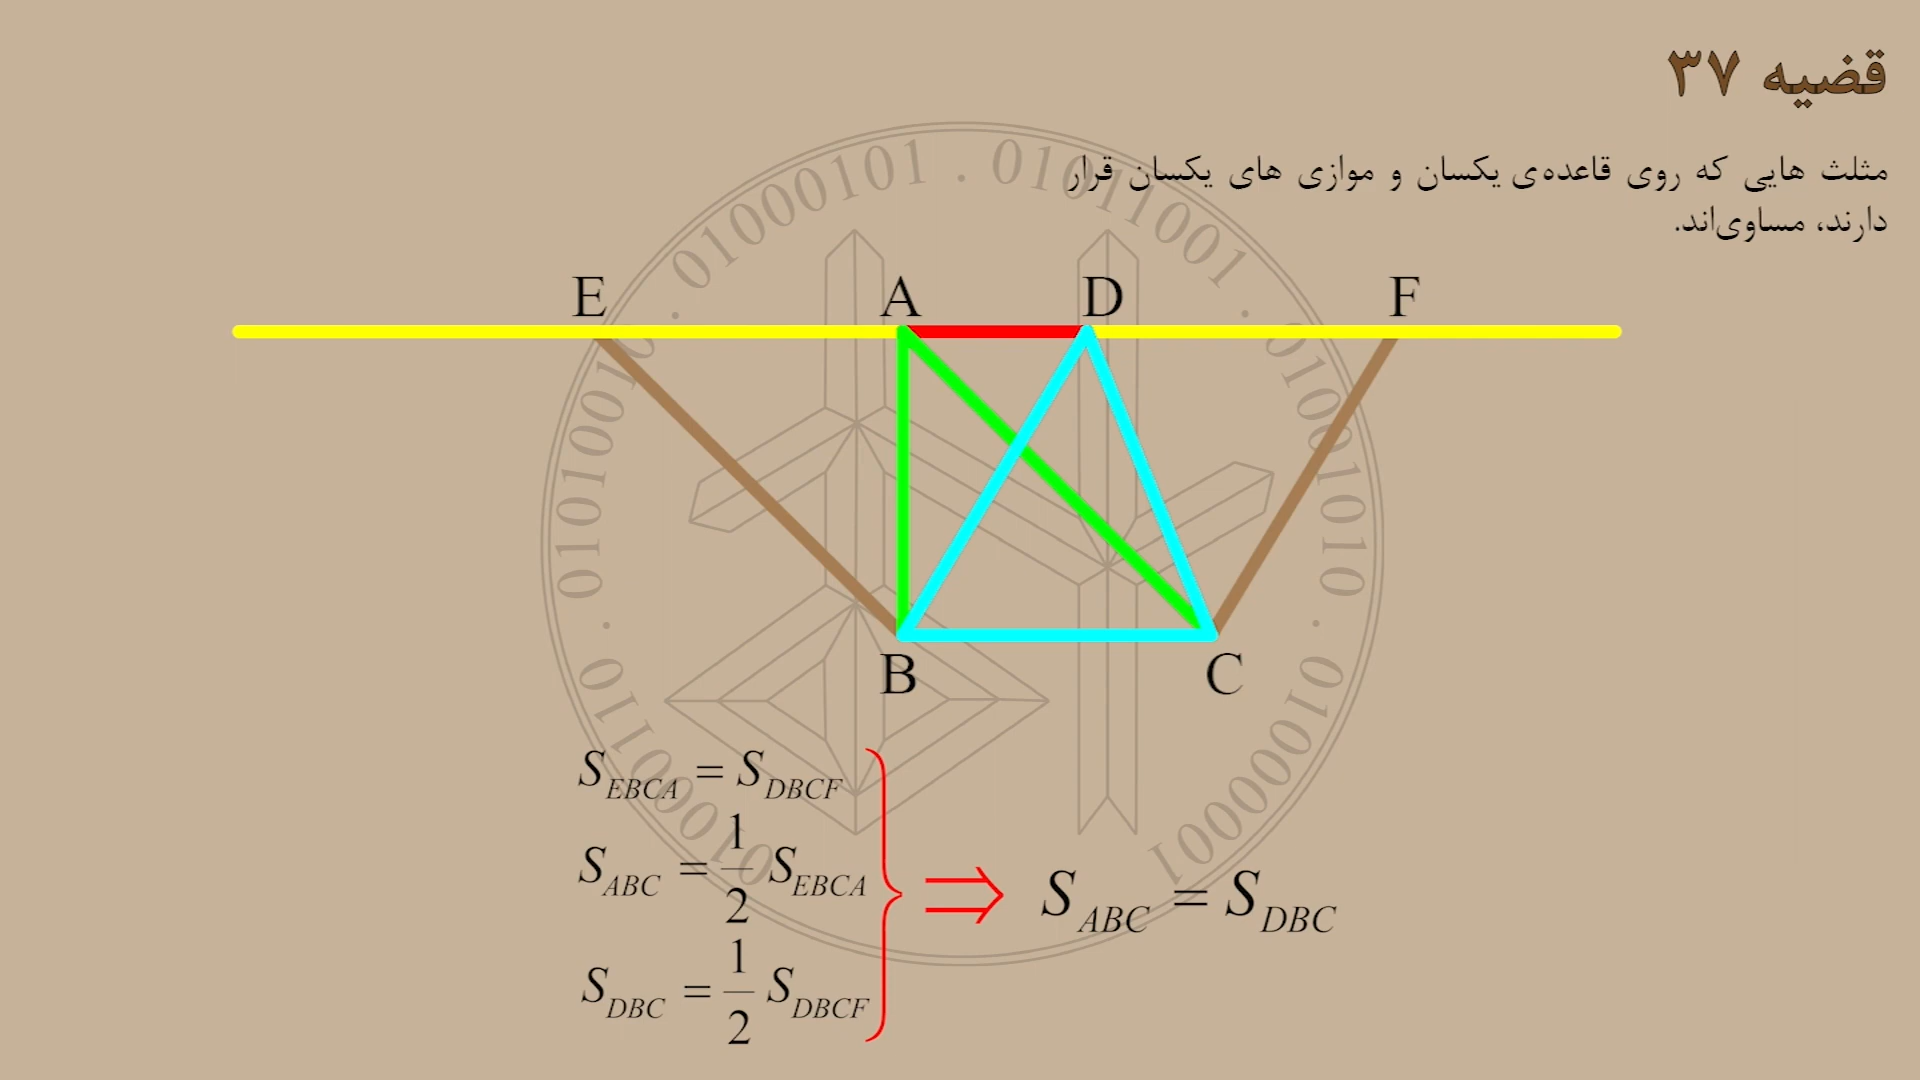 قضیه ۳۷
مثلث هایی که روی قاعده‌ی یکسان و موازی های یکسان قرار
دارند، مساوی‌اند.
E A D F
B C
S_EBCA = S_DBCF
S_ABC = 1/2 S_EBCA
⇒ S_ABC = S_DBC
S_DBC = 1/2 S_DBCF